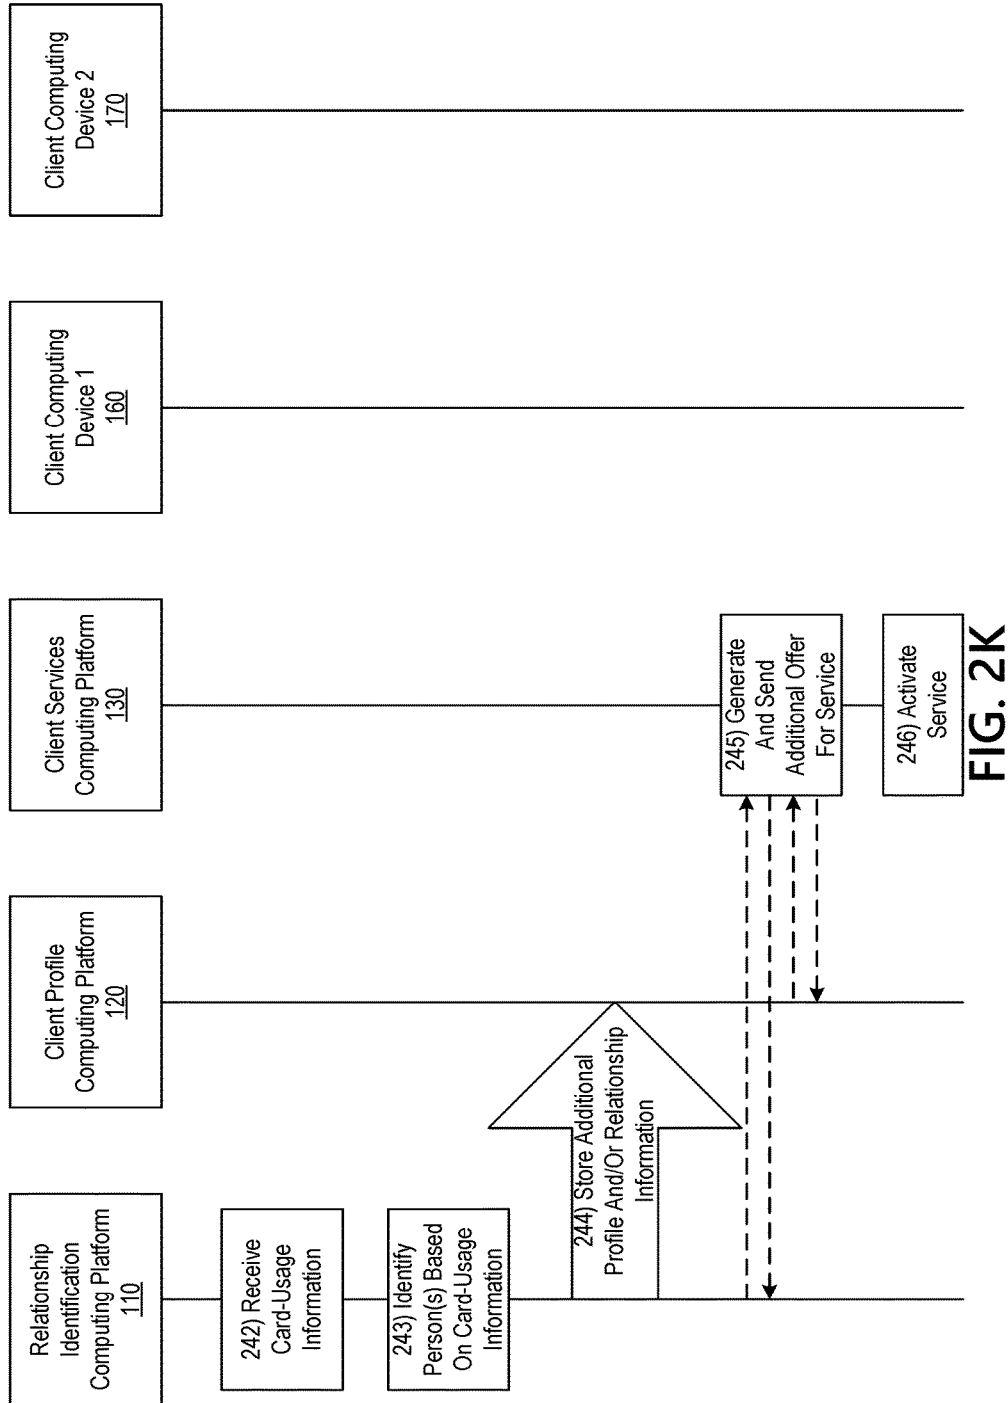 Relationship
Identification
Computing Platform
110
Client Profile
Computing Platform
120
Client Services
Computing Platform
130
Client Computing
Device 1
160
Client Computing
Device 2
170
242) Receive
Card-Usage
Information
243) Identify
Person(s) Based
On Card-Usage
Information
244) Store Additional
Profile And/Or Relationship
Information
245) Generate
And Send
Additional Offer
For Service
246) Activate
Service
FIG. 2K